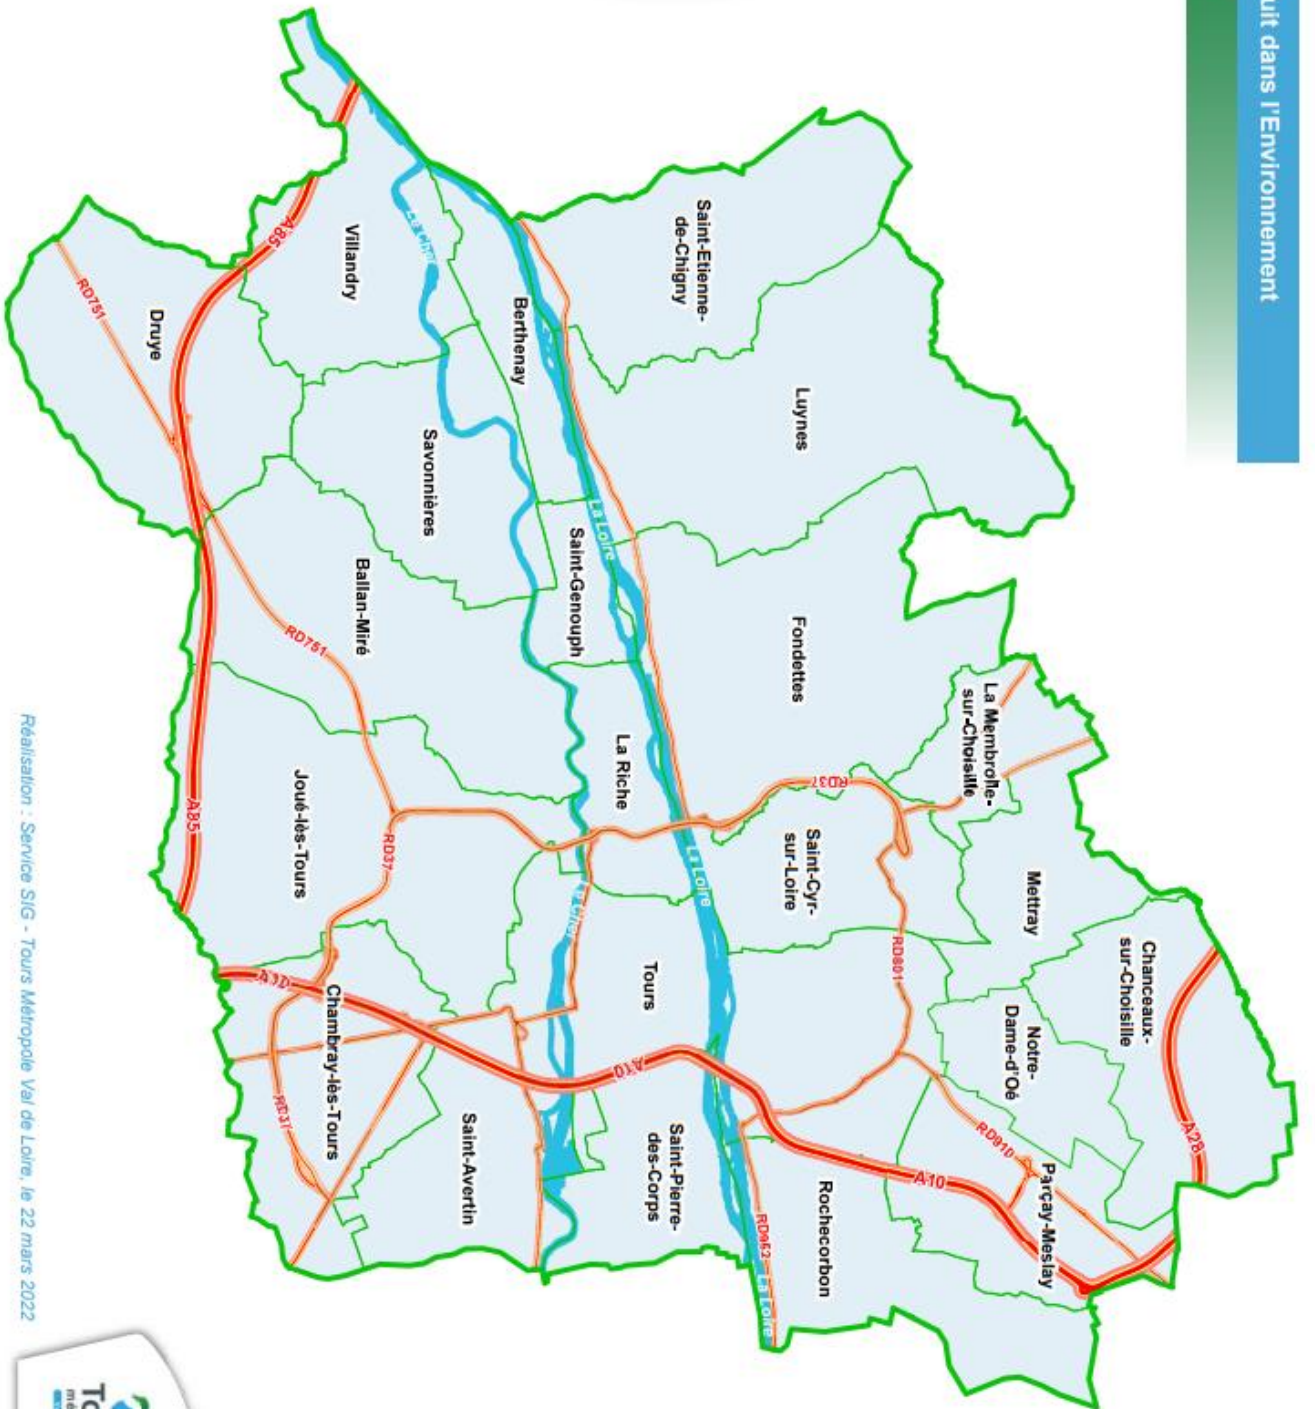 uit dans l'Environnement
Chanceaux-
sur-Choisille
A28
La Membrolle-
sur-Choisille
Mettray
Notre-
Dame-d'Oé
RD910
Parçay-Meslay
A10
Luynes
Fondettes
RD37
RD801
Saint-Cyr-
sur-Loire
Rochecorbon
RD952
La Loire
Saint-Etienne-
de-Chigny
La Loire
La Loire
Berthenay
Saint-Genouph
La Riche
Tours
A10
Saint-Pierre-
des-Corps
Le Cher
Le Cher
Villandry
Savonnières
Ballan-Miré
RD751
Joué-lès-Tours
RD37
A10
Chambray-lès-Tours
RD37
Saint-Avertin
A85
A85
RD751
Druye
Réalisation : Service SIG - Tours Métropole Val de Loire, le 22 mars 2022